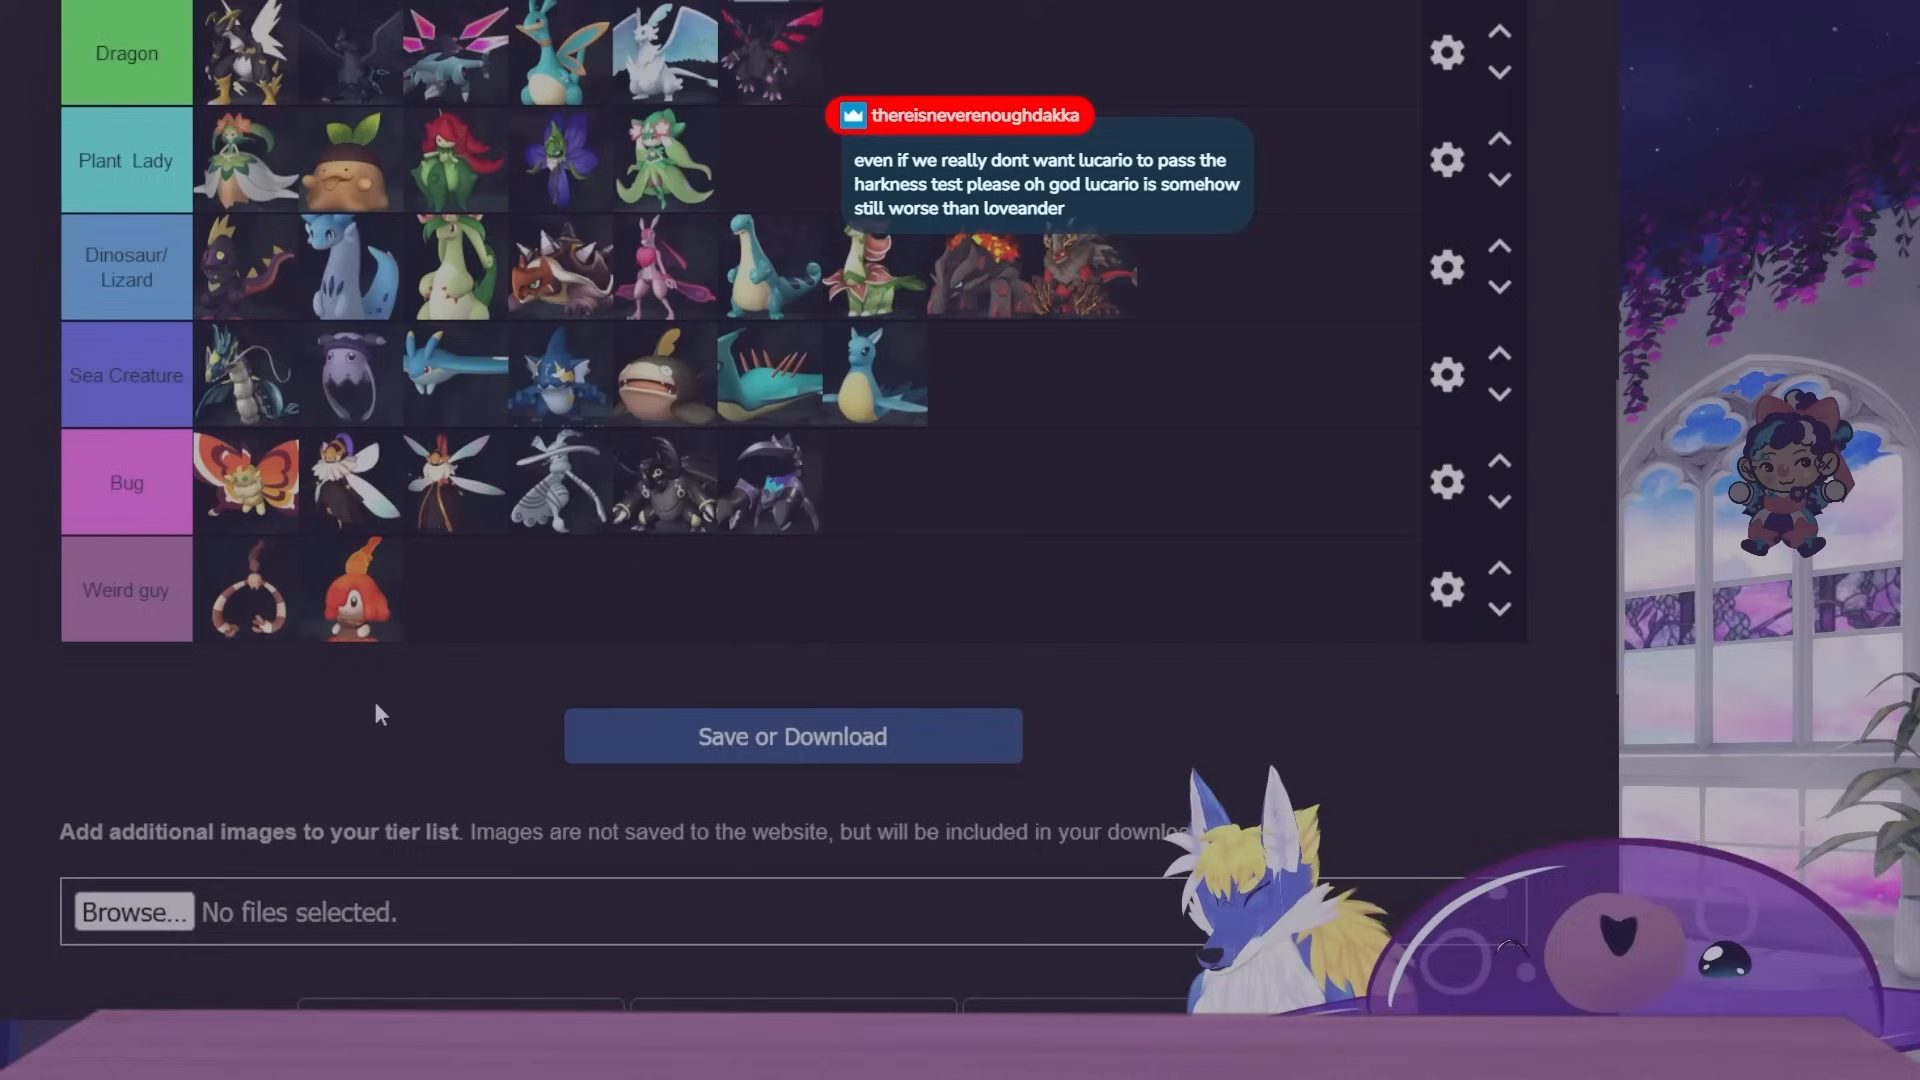 Dragon
thereisneverenoughdakka
even if we really dont want lucario to pass the
harkness test please oh god lucario is somehow
still worse than loveander
Plant Lady
Dinosaur/
Lizard
Sea Creature
Bug
Weird guy
Save or Download
Add additional images to your tier list. Images are not saved to the website, but will be included in your
Browse... No files selected.